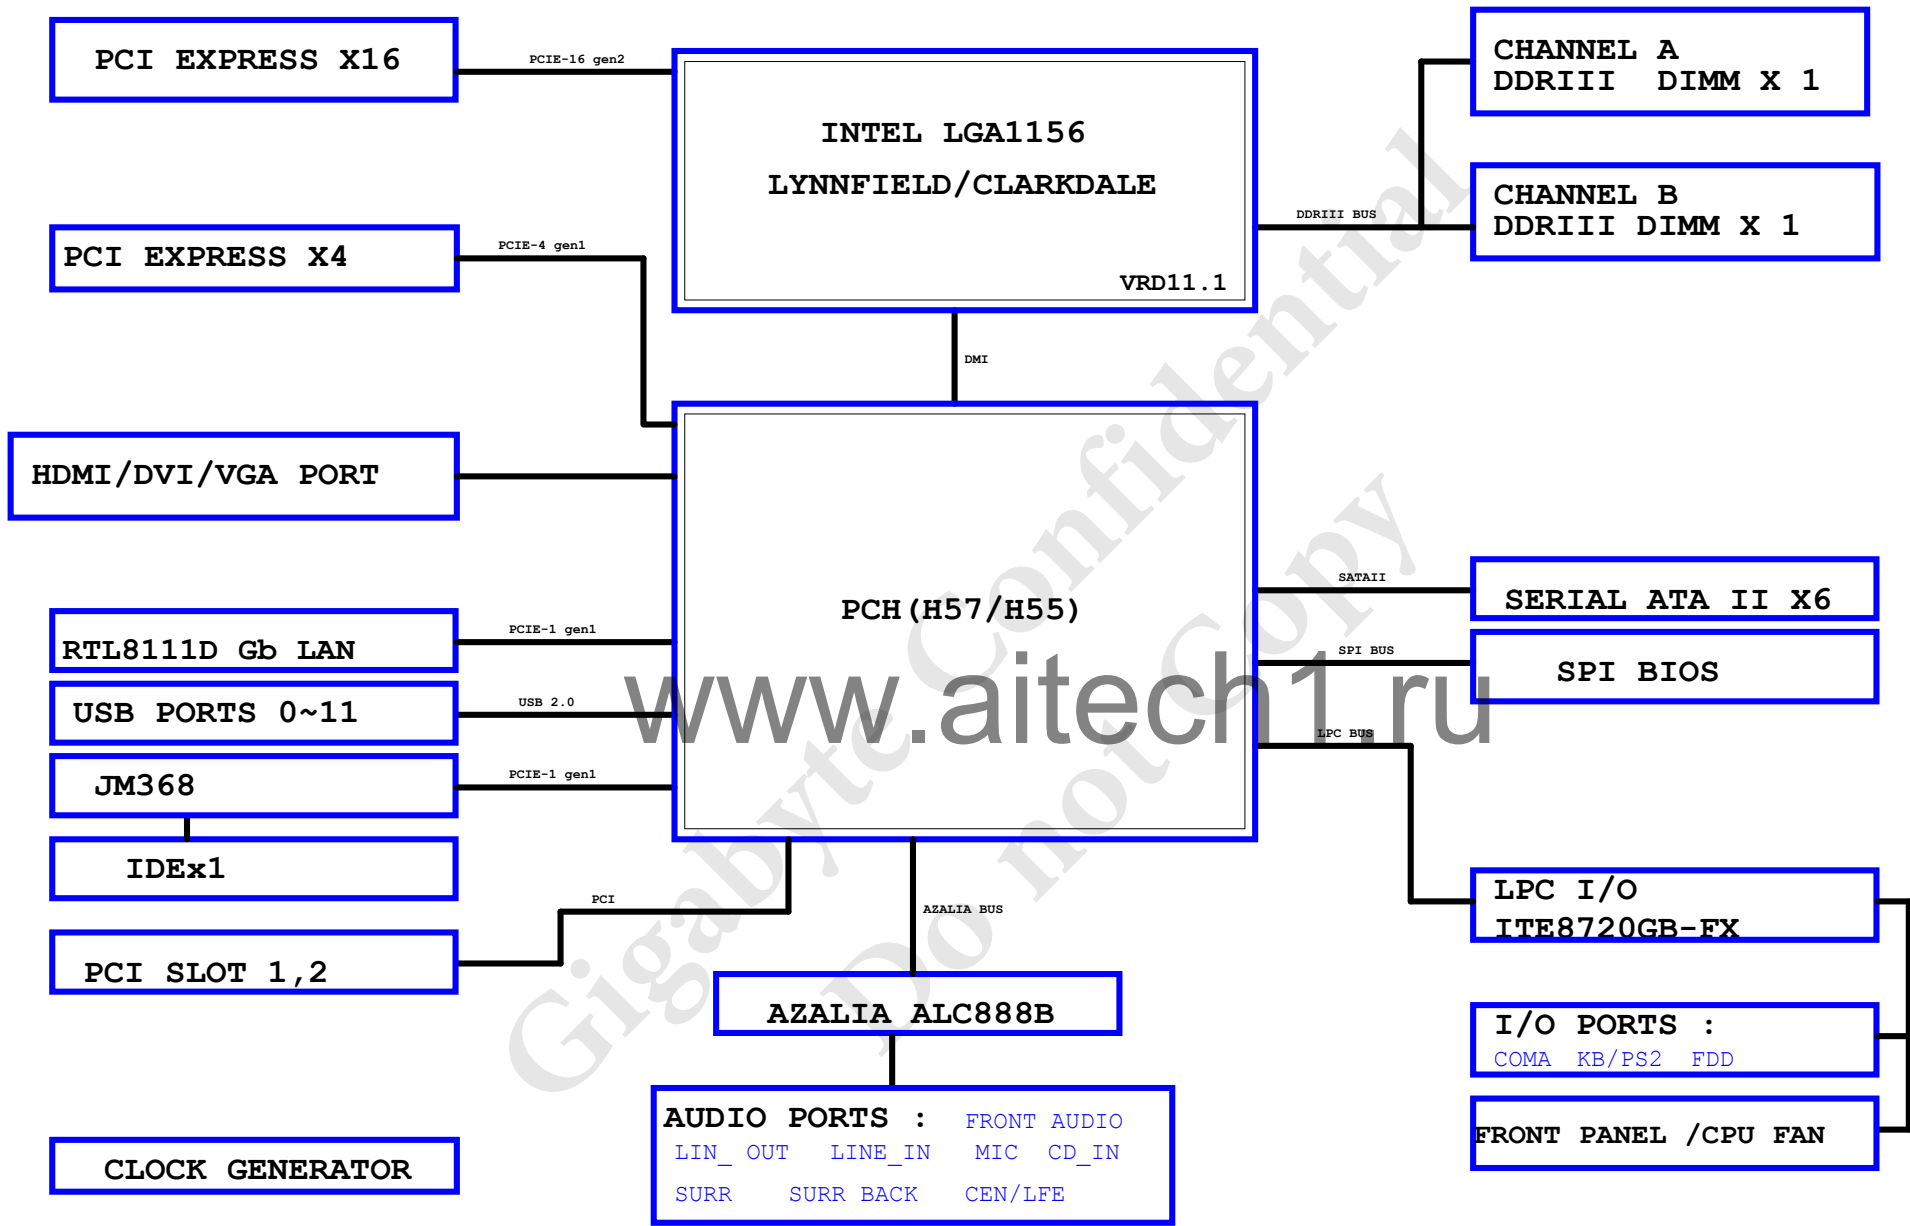 PCI EXPRESS X16
PCIE-16 gen2
INTEL LGA1156
LYNNFIELD/CLARKDALE
VRD11.1
CHANNEL A
DDRIII DIMM X 1
DDRIII BUS
CHANNEL B
DDRIII DIMM X 1
PCI EXPRESS X4
PCIE-4 gen1
DMI
HDMI/DVI/VGA PORT
PCH(H57/H55)
SATAII
SERIAL ATA II X6
RTL8111D Gb LAN
PCIE-1 gen1
SPI BUS
SPI BIOS
USB PORTS 0~11
USB 2.0
www.aitech1.ru
LPC BUS
JM368
PCIE-1 gen1
IDEx1
PCI
AZALIA BUS
LPC I/O
ITE8720GB-FX
PCI SLOT 1,2
AZALIA ALC888B
I/O PORTS :
COMA KB/PS2 FDD
AUDIO PORTS : FRONT AUDIO
LIN_ OUT LINE_IN MIC CD_IN
SURR SURR BACK CEN/LFE
FRONT PANEL /CPU FAN
CLOCK GENERATOR
Gigabyte Confidential
Do not Copy